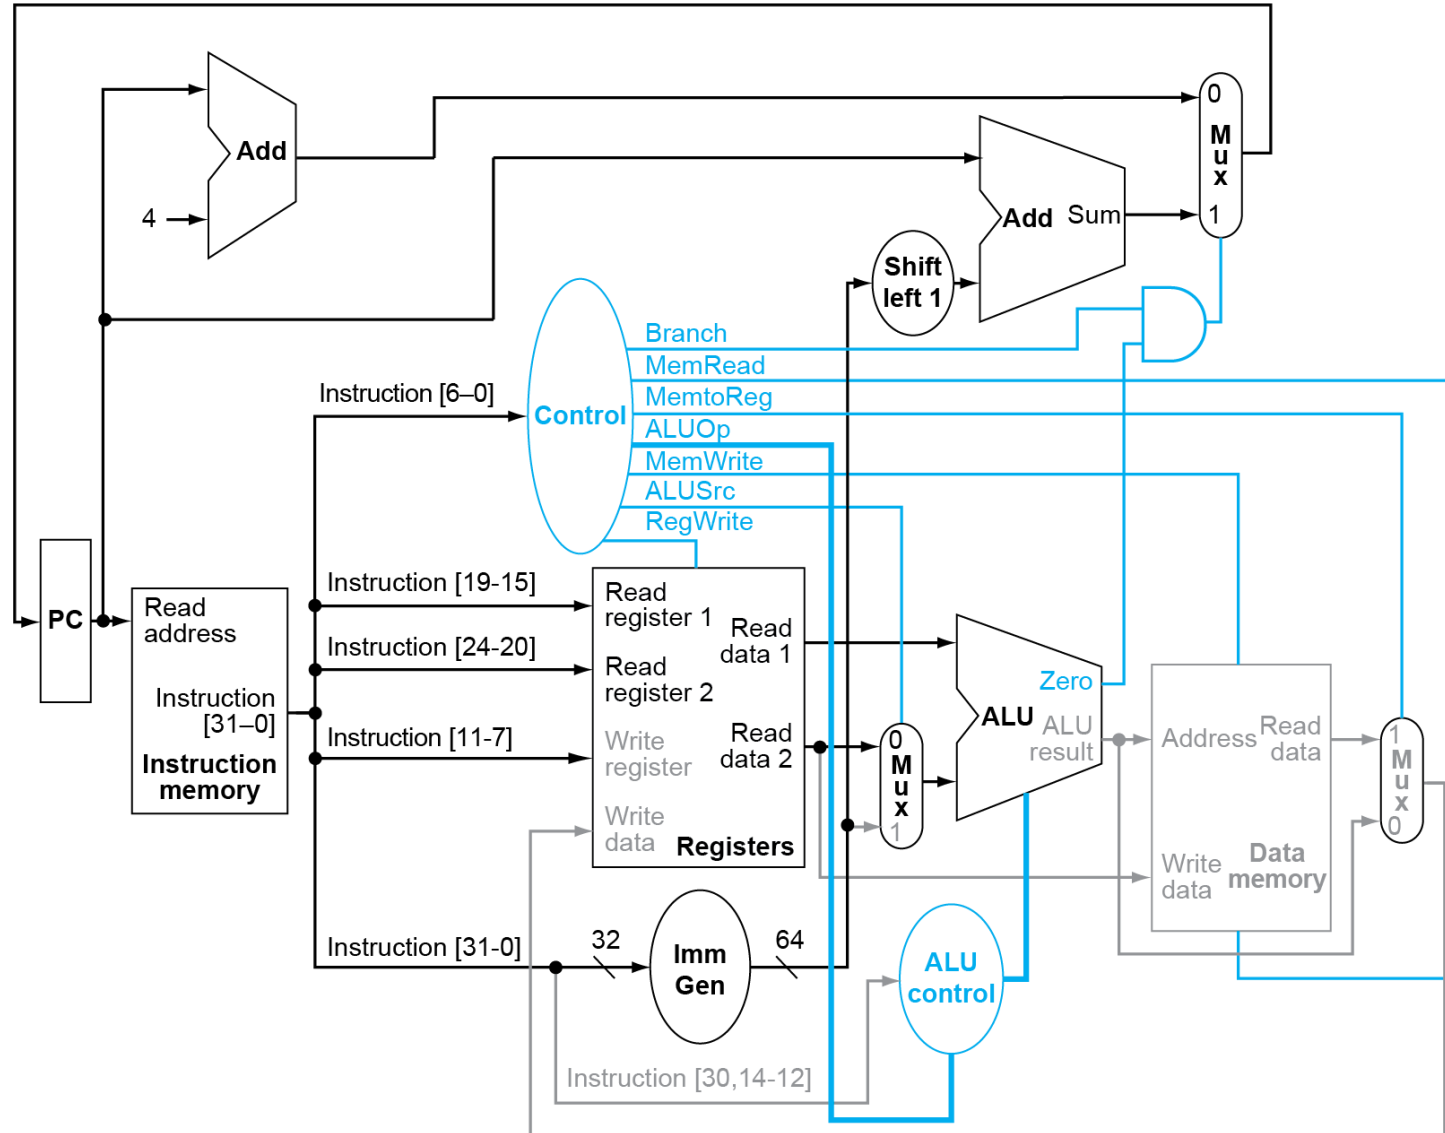 0
M
u
x
1
Add
4
Add Sum
Shift
left 1
Branch
MemRead
MemtoReg
ALUOp
MemWrite
ALUSrc
RegWrite
Control
Instruction [6–0]
Instruction [19-15]
Instruction [24-20]
Instruction [11-7]
Instruction [31-0]
PC
Read
address
Instruction
[31–0]
Instruction
memory
Read
register 1
Read
register 2
Write
register
Write
data
Read
data 1
Read
data 2
Registers
0
M
u
x
1
Zero
ALU
ALU
result
Address
Read
data
Write
data
Data
memory
1
M
u
x
0
32
Imm
Gen
64
ALU
control
Instruction [30,14-12]